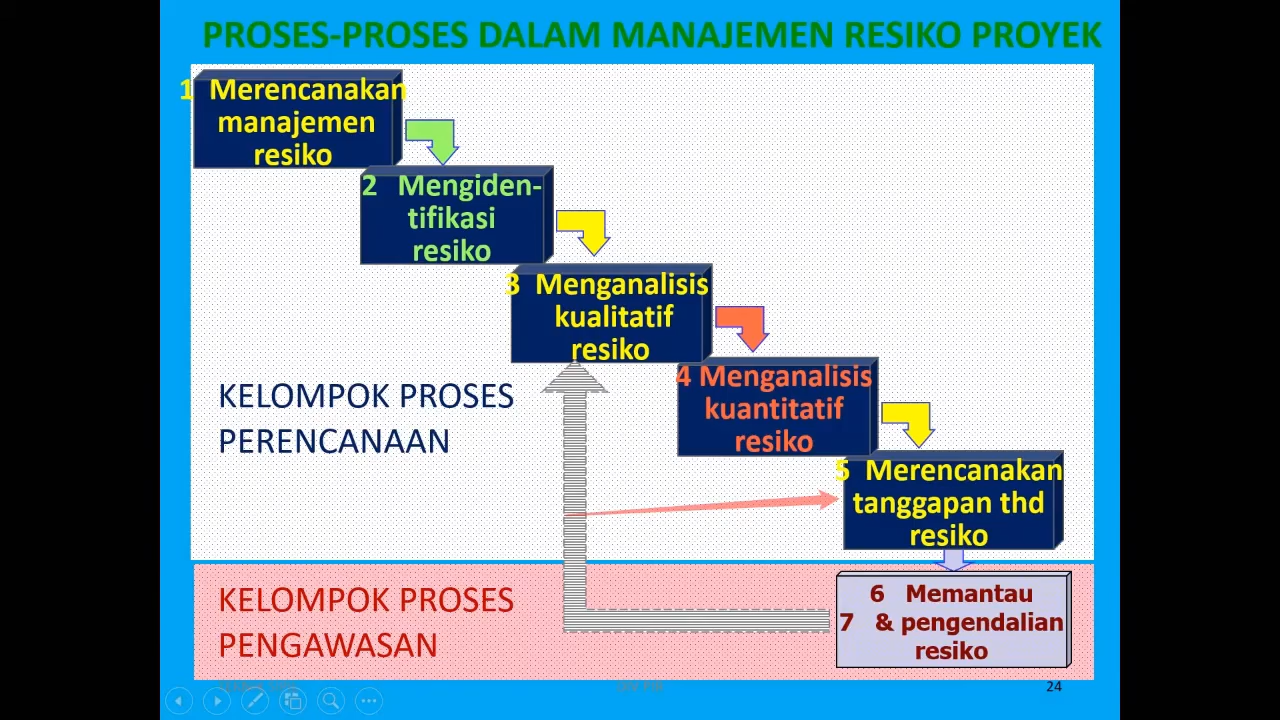 PROSES-PROSES DALAM MANAJEMEN RESIKO PROYEK
1 Merencanakan
manajemen
resiko
2 Mengiden-
tifikasi
resiko
3 Menganalisis
kualitatif
resiko
4 Menganalisis
kuantitatif
resiko
5 Merencanakan
tanggapan thd
resiko
KELOMPOK PROSES
PERENCANAAN
KELOMPOK PROSES
PENGAWASAN
6 Memantau
7 & pengendalian
resiko
24